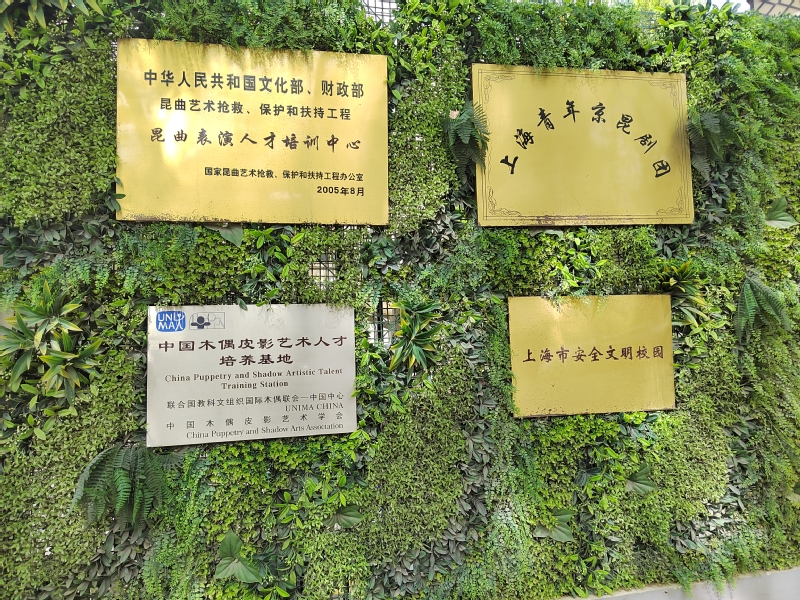 中华人民共和国文化部、财政部
昆曲艺术抢救、保护和扶持工程
昆曲表演人才培训中心
国家昆曲艺术抢救、保护和扶持工程办公室
2005年8月
上海青年京昆剧团
UNIMA
中国木偶皮影艺术人才
培养基地
China Puppetry and Shadow Artistic Talent
Training Station
联合国教科文组织国际木偶联会—中国中心
UNIMA CHINA
中国木偶皮影艺术学会
China Puppetry and Shadow Arts Association
上海市安全文明校园